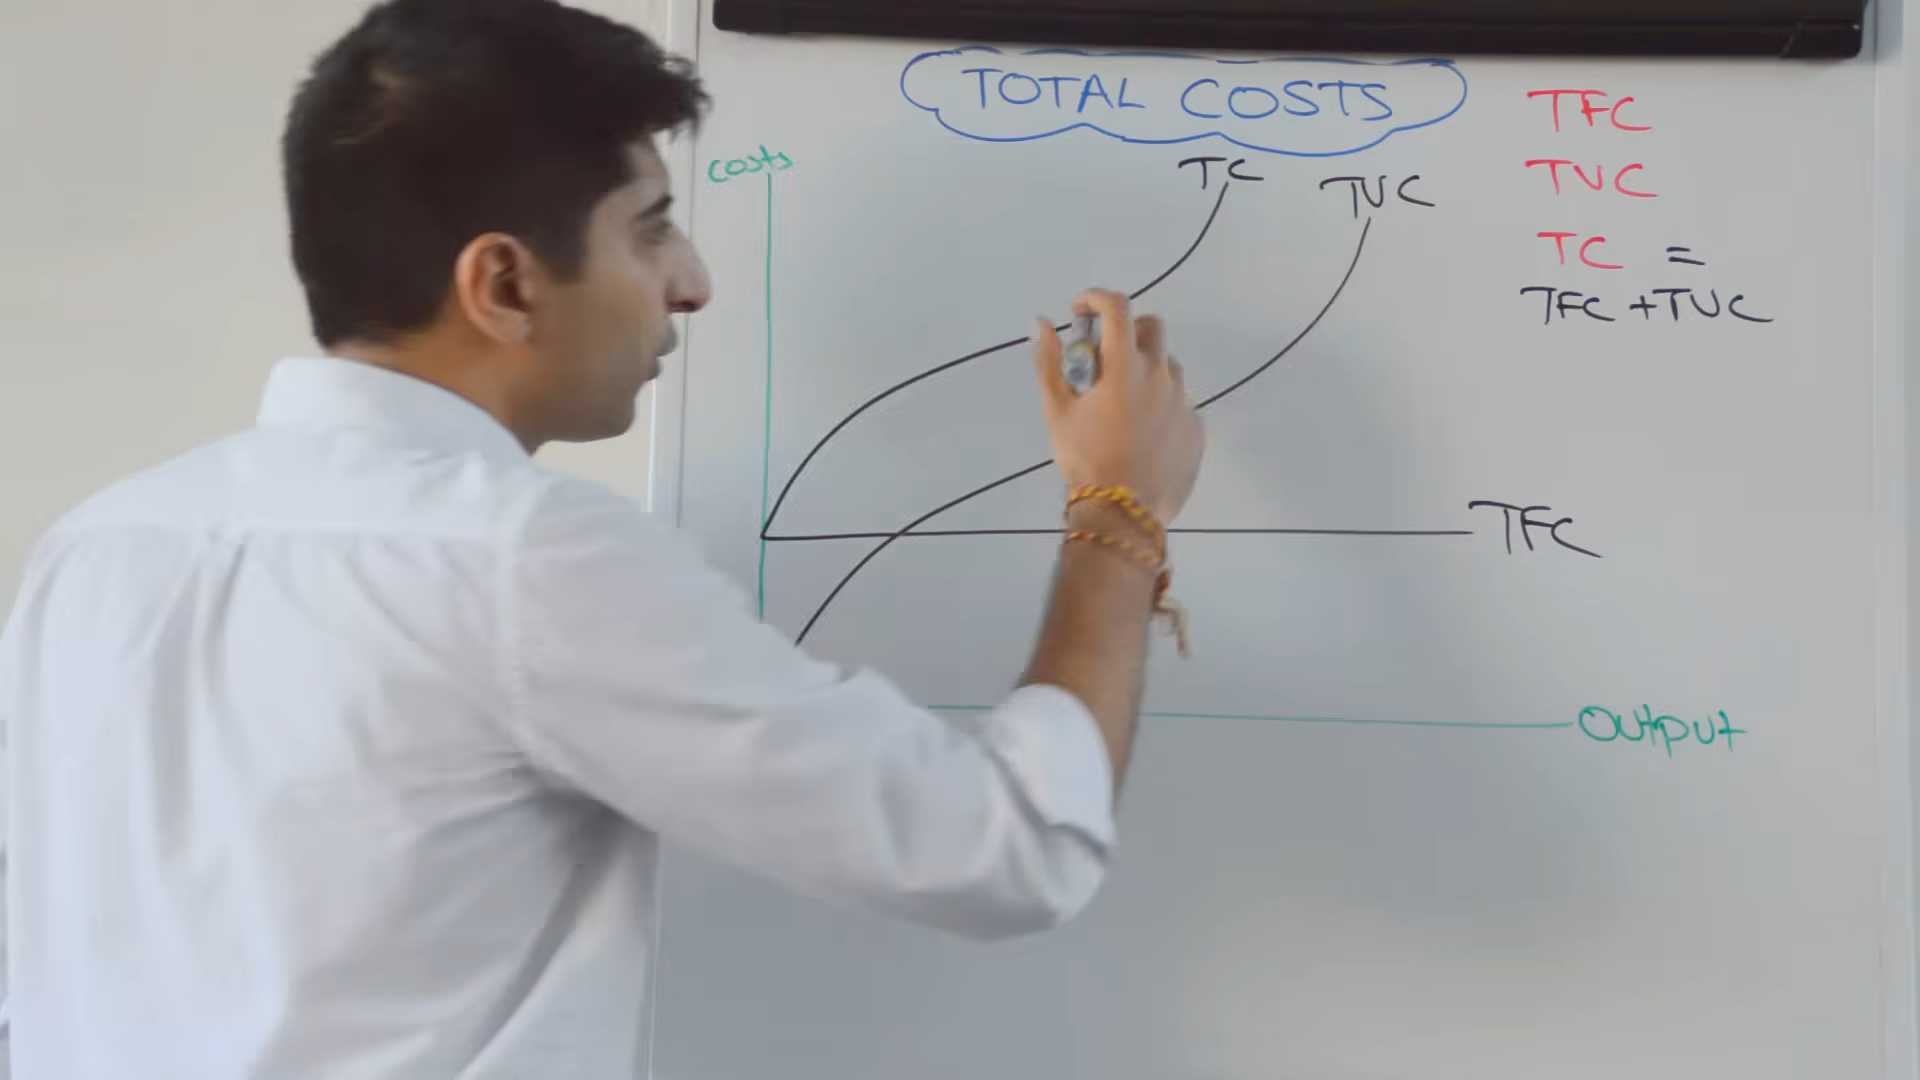 TOTAL COSTS
TFC
TVC
TC =
TFC + TVC
costs
TC
TVC
TFC
Output